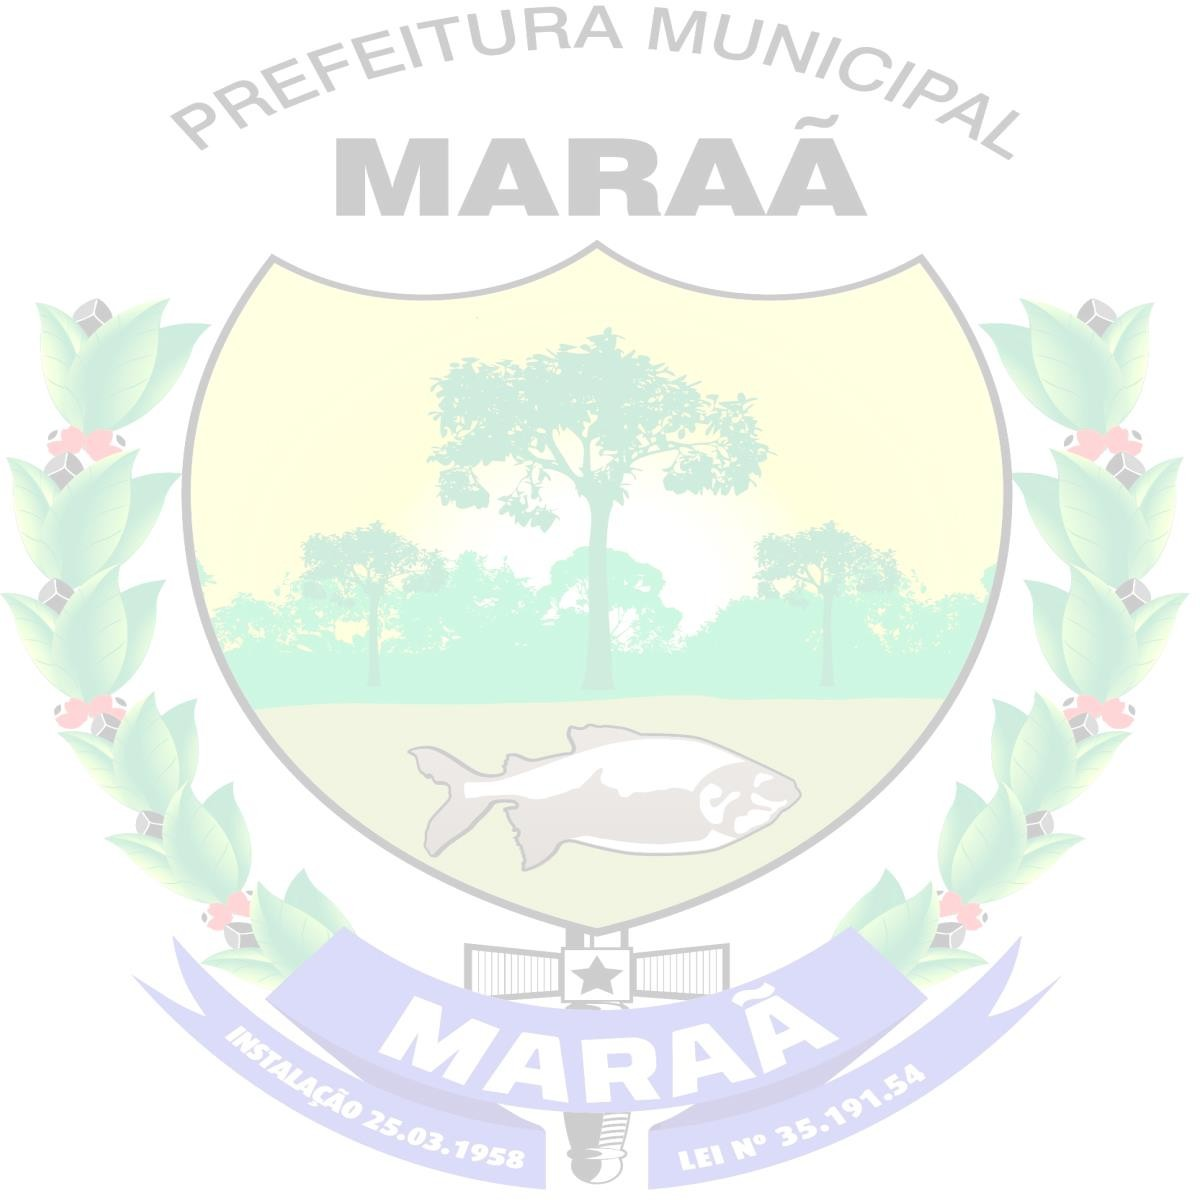 PREFEITURA MUNICIPAL
MARAÃ
MARAÃ
INSTALAÇÃO 25.03.1958
LEI Nº 35.191.54